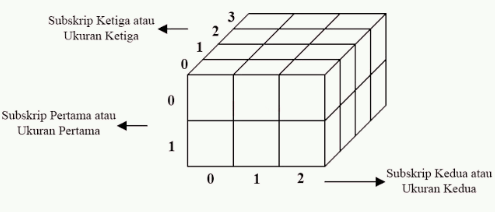 Subskrip Ketiga atau
Ukuran Ketiga
3
2
1
0
0
Subskrip Pertama atau
Ukuran Pertama
1
0 1 2
Subskrip Kedua atau
Ukuran Kedua